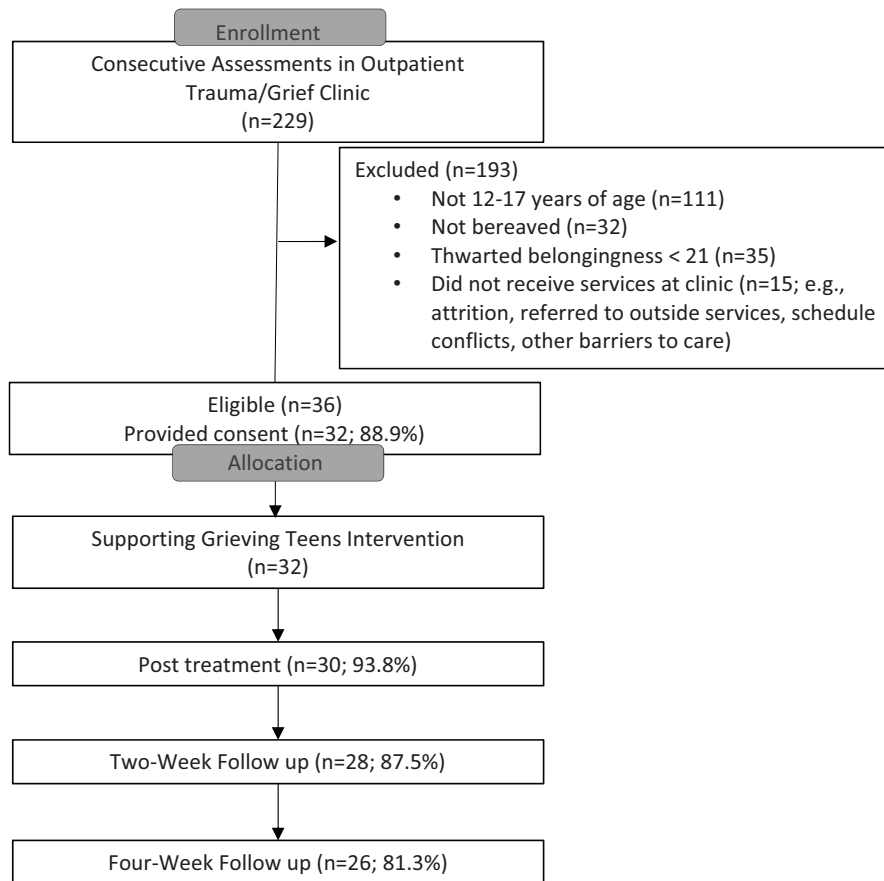 Enrollment
Consecutive Assessments in Outpatient
Trauma/Grief Clinic
(n=229)
Excluded (n=193)
• Not 12-17 years of age (n=111)
• Not bereaved (n=32)
• Thwarted belongingness < 21 (n=35)
• Did not receive services at clinic (n=15; e.g.,
attrition, referred to outside services, schedule
conflicts, other barriers to care)
Eligible (n=36)
Provided consent (n=32; 88.9%)
Allocation
Supporting Grieving Teens Intervention
(n=32)
Post treatment (n=30; 93.8%)
Two-Week Follow up (n=28; 87.5%)
Four-Week Follow up (n=26; 81.3%)